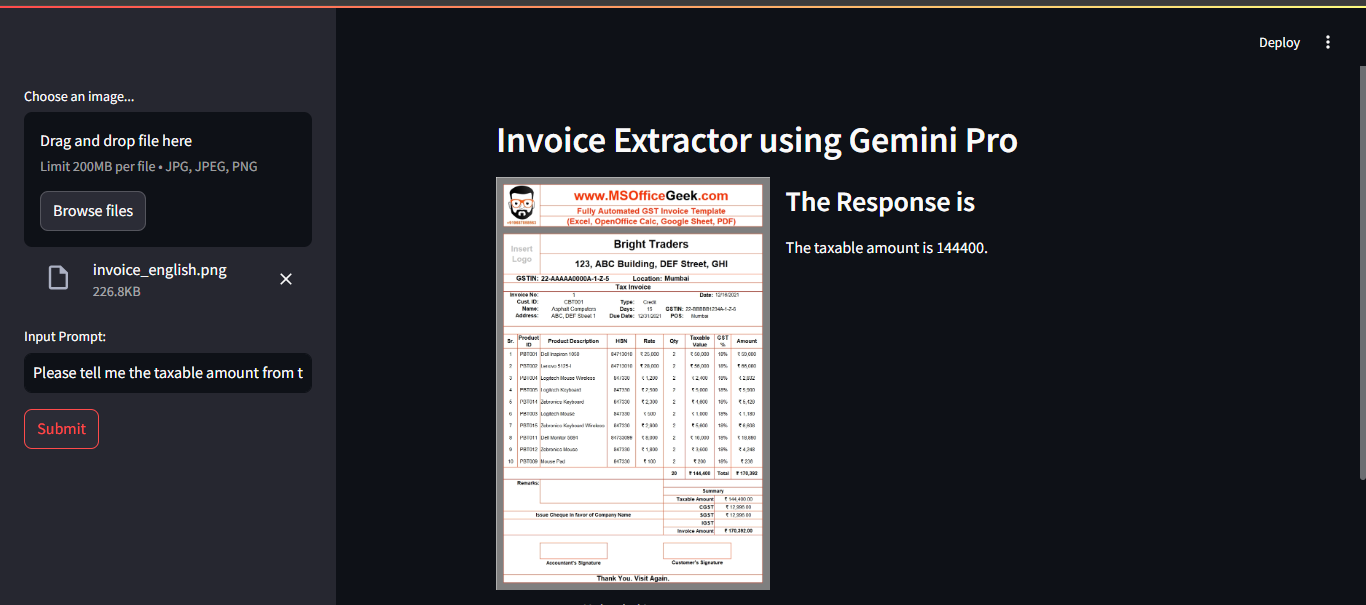 Deploy
Choose an image...
Drag and drop file here
Limit 200MB per file • JPG, JPEG, PNG
Browse files
invoice_english.png
226.8KB
Input Prompt:
Please tell me the taxable amount from t
Submit
Invoice Extractor using Gemini Pro
www.MSOfficeGeek.com
Fully Automated GST Invoice Template
(Excel, OpenOffice Calc, Google Sheet, PDF)
Insert
Logo
Bright Traders
123, ABC Building, DEF Street, GHI
GSTIN: 22-AAAAA0000A-1-Z-5 Location: Mumbai
Tax Invoice
Invoice No: 1 Date: 12/16/2021
Cust. ID: CBT001 Type: Credit
Name: Asphalt Computers Days: 15 GSTIN: 22-BBBBB1234A-1-Z-6
Address: ABC, DEF Street 1 Due Date: 12/31/2021 POS: Mumbai
Sr. Product ID Product Description HSN Rate Qty Taxable Value GST % Amount
1 PBT001 Dell Inspiron ₹ 25,000 2 ₹ 50,000 18% ₹ 59,000
2 PBT002 Lenovo ₹ 28,000 2 ₹ 56,000 18% ₹ 66,080
3 PBT004 Logitech Mouse Wireless 847330 ₹ 1,200 2 ₹ 2,400 18% ₹ 2,832
4 PBT005 Logitech Keyboard 847330 ₹ 2,500 2 ₹ 5,000 18% ₹ 5,900
5 PBT014 Zebronics Keyboard 847330 ₹ 2,300 2 ₹ 4,600 18% ₹ 5,428
6 PBT003 Logitech Mouse 847330 ₹ 500 2 ₹ 1,000 18% ₹ 1,180
7 PBT015 Zebronics Keyboard Wireless 847330 ₹ 2,800 2 ₹ 5,600 18% ₹ 6,608
8 PBT011 Dell Monitor ₹ 8,000 2 ₹ 16,000 18% ₹ 18,880
9 PBT012 Zebronics Mouse 847330 ₹ 1,800 2 ₹ 3,600 18% ₹ 4,248
10 PBT009 Mouse Pad 847330 ₹ 100 2 ₹ 200 18% ₹ 236
20 ₹ 144,400 Total ₹ 170,392
Remarks:
Summary
Taxable Amount ₹ 144,400.00
CGST ₹ 12,996.00
Issue Cheque in favor of Company Name SGST ₹ 12,996.00
IGST
Invoice Amount ₹ 170,392.00
Accountant's Signature Customer's Signature
Thank You. Visit Again.
The Response is
The taxable amount is 144400.